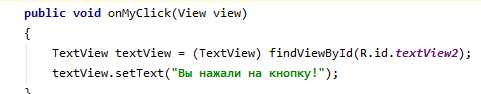 public void onMyClick(View view)
{
TextView textView = (TextView) findViewById(R.id.textView2);
textView.setText("Вы нажали на кнопку!");